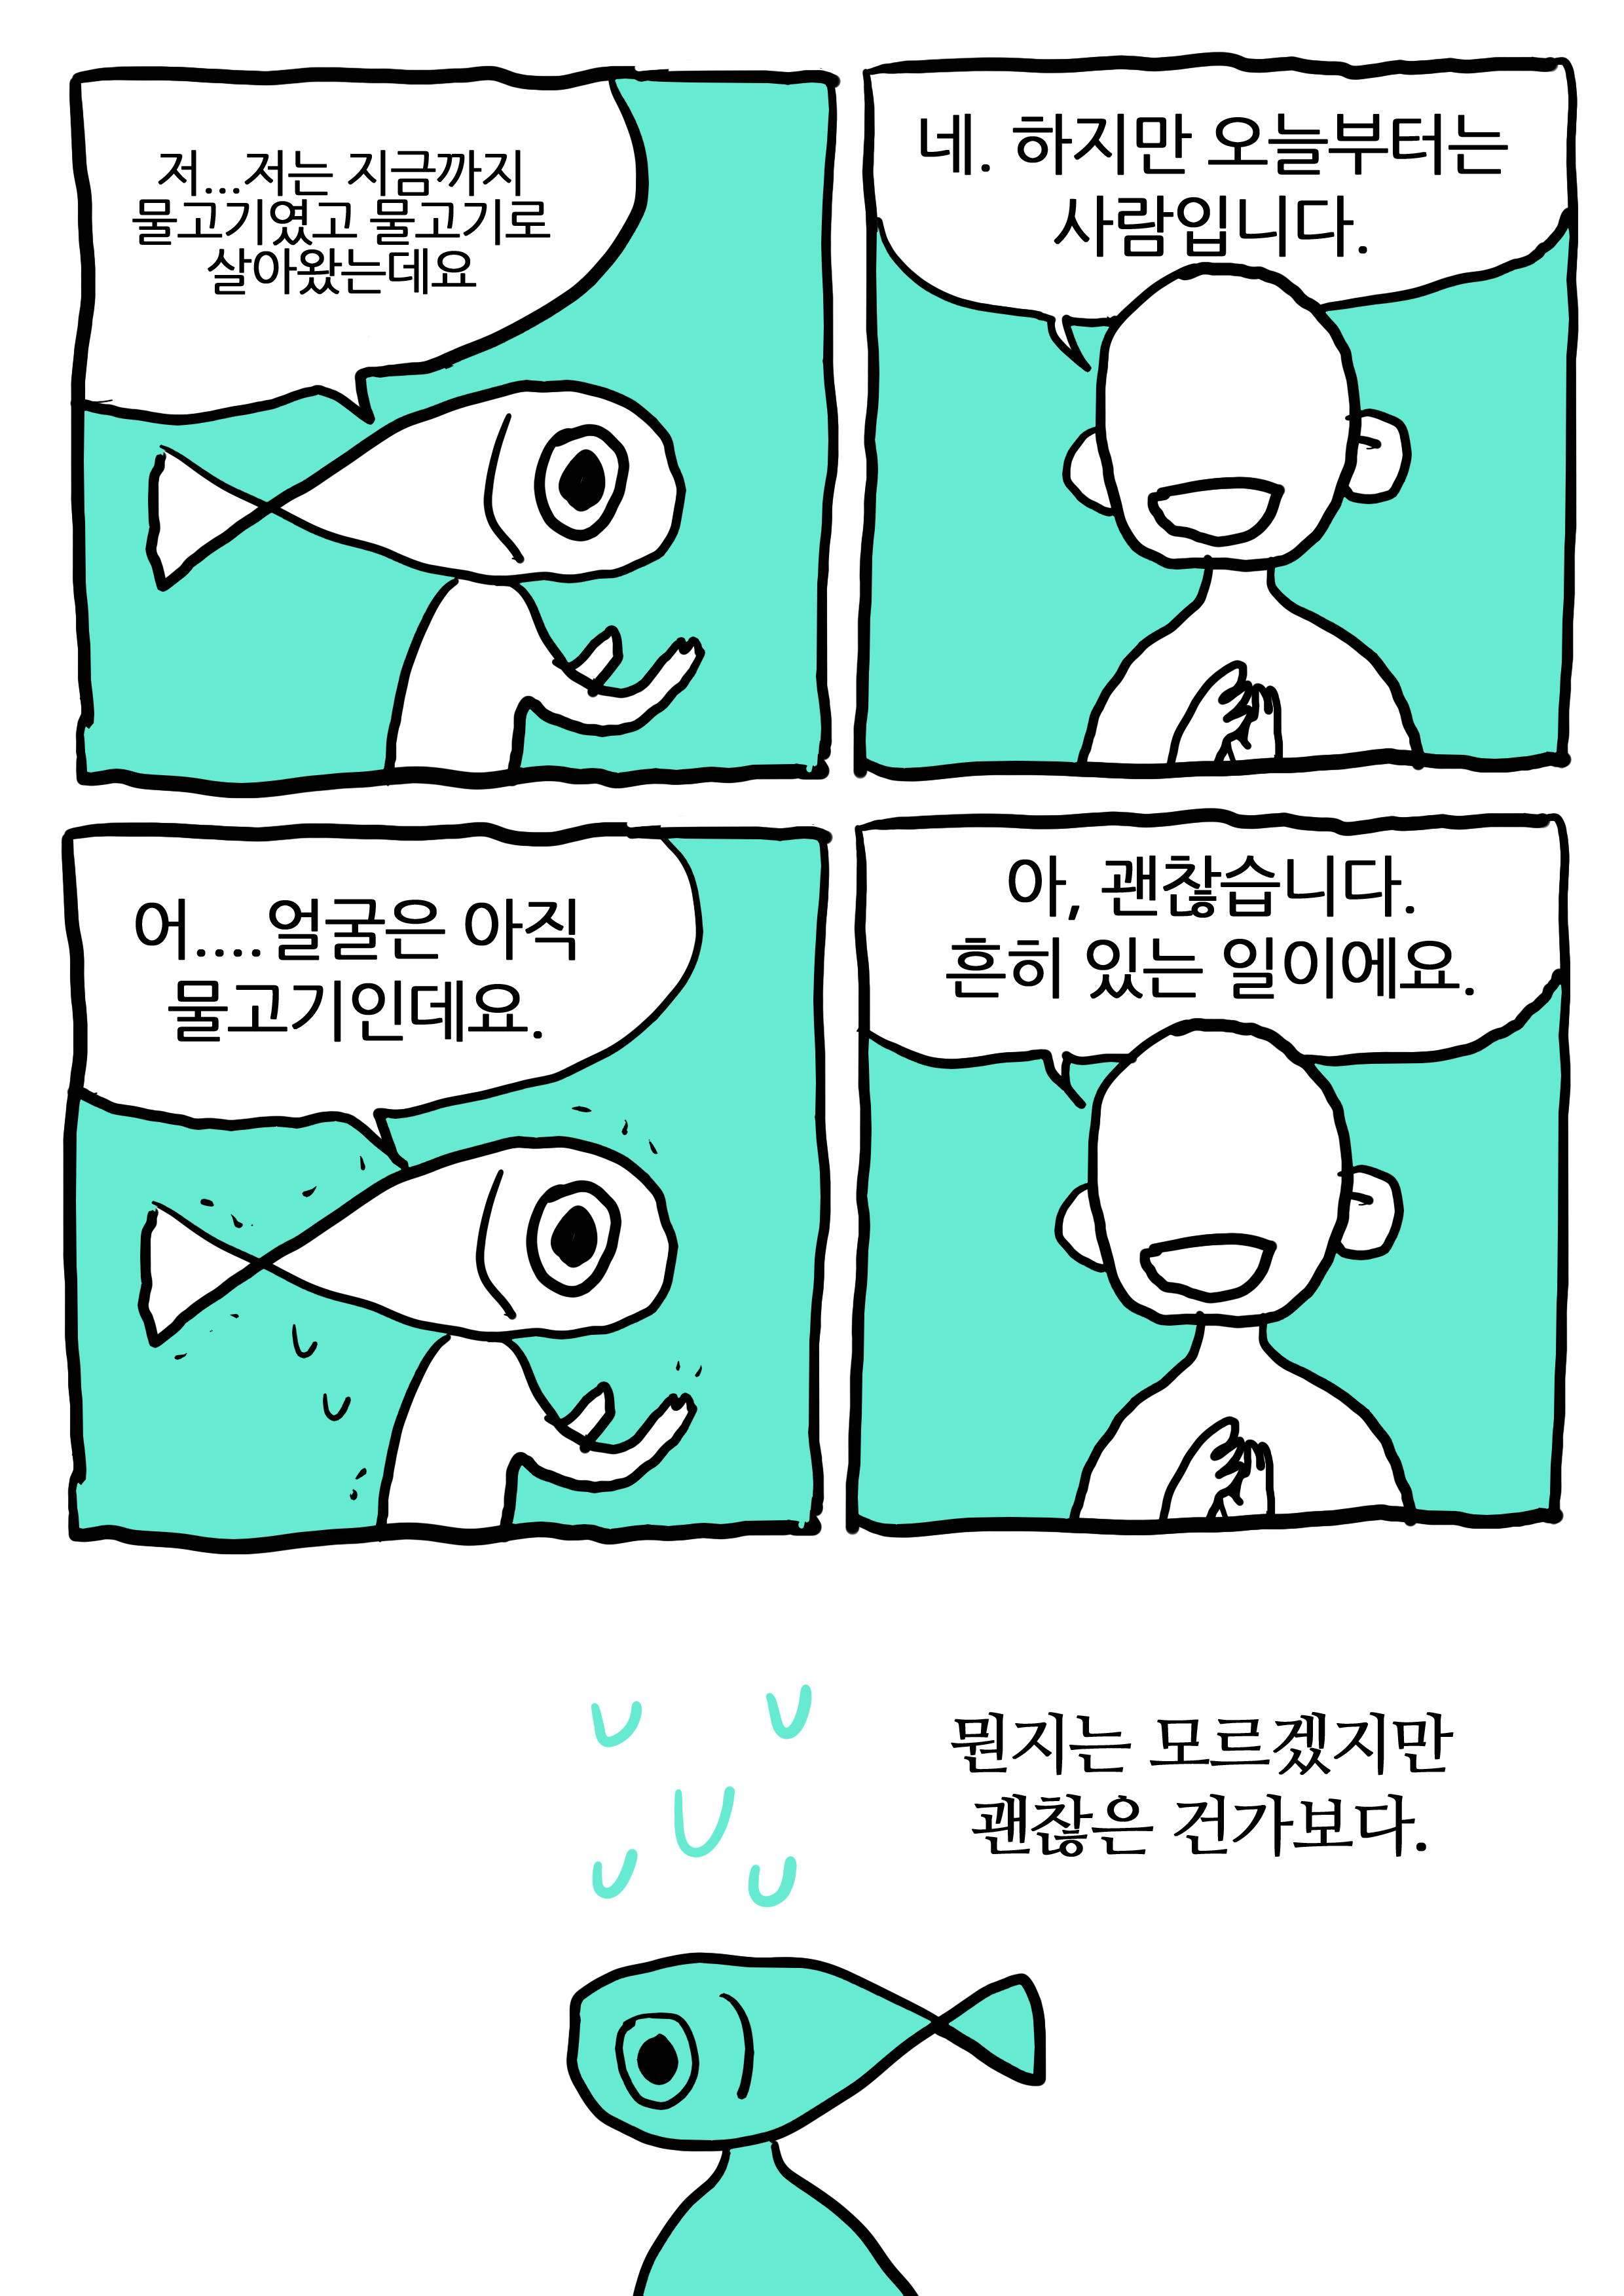 저...저는 지금까지
물고기였고 물고기로
살아왔는데요
네. 하지만 오늘부터는
사람입니다.
어....얼굴은 아직
물고기인데요.
아, 괜찮습니다.
흔히 있는 일이에요.
뭔지는 모르겠지만
괜찮은 건가보다.